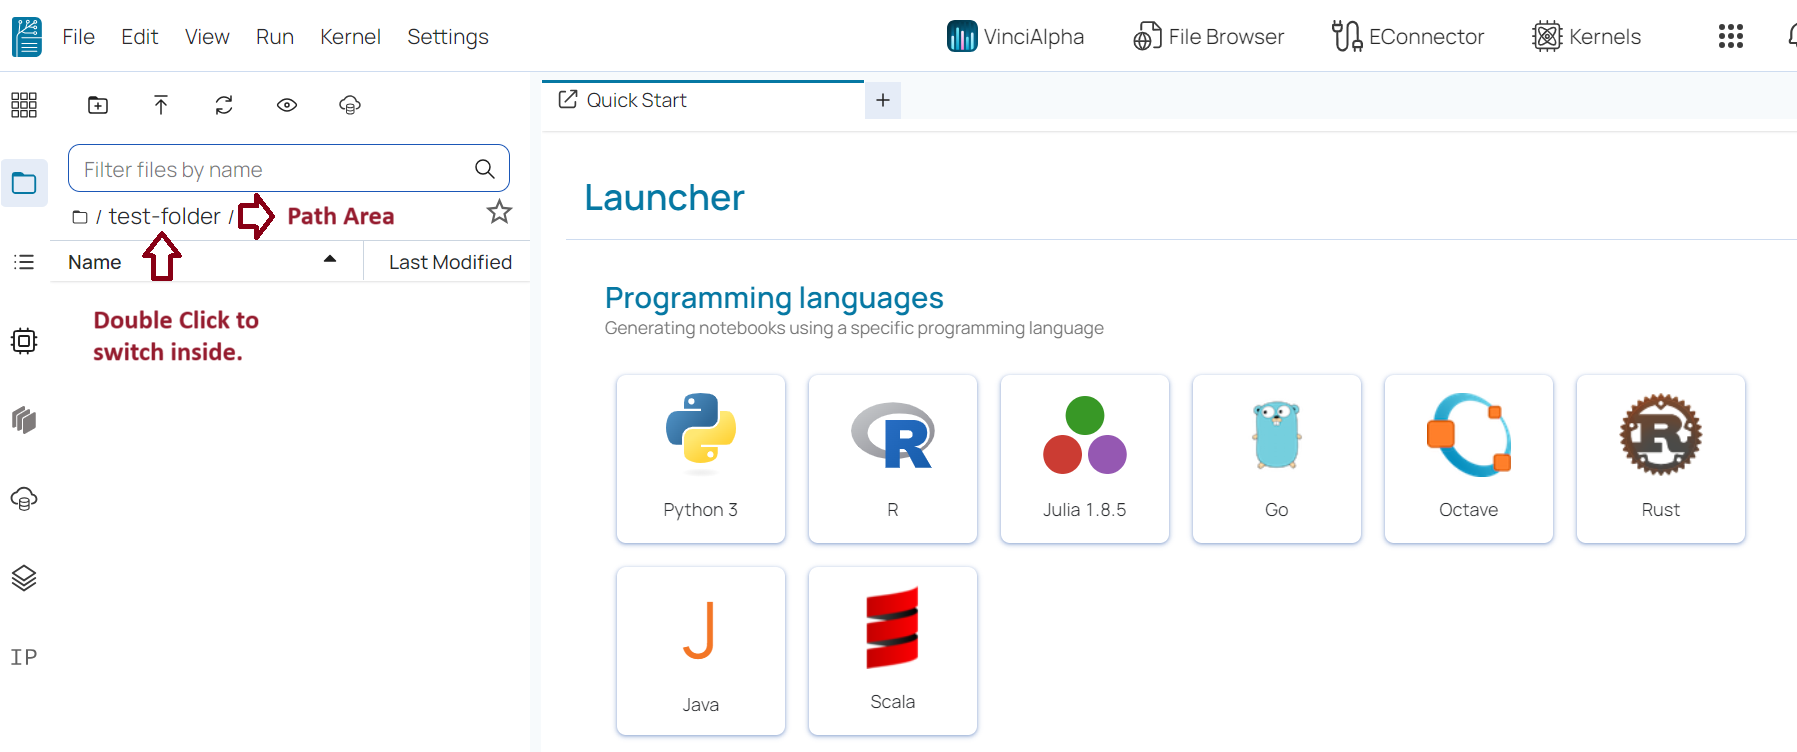 File Edit View Run Kernel Settings
VinciAlpha File Browser EConnector Kernels
Quick Start +
Filter files by name
/ test-folder / Path Area
Name Last Modified
Double Click to
switch inside.
IP
Launcher
Programming languages
Generating notebooks using a specific programming language
Python 3 R Julia 1.8.5 Go Octave Rust
Java Scala